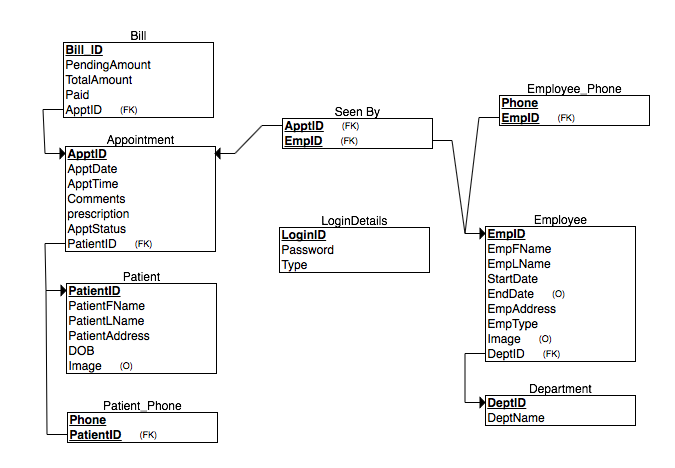 Bill
Bill_ID
PendingAmount
TotalAmount
Paid
ApptID (FK)
Appointment
ApptID
ApptDate
ApptTime
Comments
prescription
ApptStatus
PatientID (FK)
Patient
PatientID
PatientFName
PatientLName
PatientAddress
DOB
Image (O)
Patient_Phone
Phone
PatientID (FK)
Seen By
ApptID (FK)
EmpID (FK)
LoginDetails
LoginID
Password
Type
Employee_Phone
Phone
EmpID (FK)
Employee
EmpID
EmpFName
EmpLName
StartDate
EndDate (O)
EmpAddress
EmpType
Image (O)
DeptID (FK)
Department
DeptID
DeptName